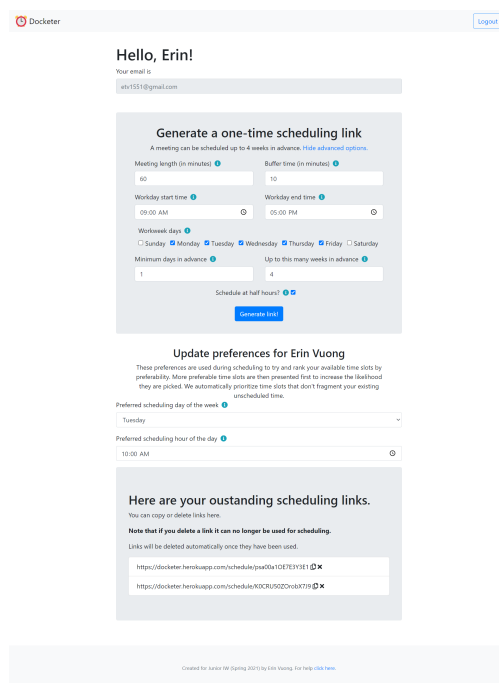 Docketer
Logout
Hello, Erin!
Your email is
etv1551@gmail.com
Generate a one-time scheduling link
A meeting can be scheduled up to 4 weeks in advance. Hide advanced options.
Meeting length (in minutes)
Buffer time (in minutes)
60
10
Workday start time
Workday end time
09:00 AM
05:00 PM
Workweek days
Sunday Monday Tuesday Wednesday Thursday Friday Saturday
Minimum days in advance
Up to this many weeks in advance
1
4
Schedule at half hours?
Generate link!
Update preferences for Erin Vuong
These preferences are used during scheduling to try and rank your available time slots by
preferability. More preferable time slots are then presented first to increase the likelihood
they are picked. We automatically prioritize time slots that don't fragment your existing
unscheduled time.
Preferred scheduling day of the week
Tuesday
Preferred scheduling hour of the day
10:00 AM
Here are your oustanding scheduling links.
You can copy or delete links here.
Note that if you delete a link it can no longer be used for scheduling.
Links will be deleted automatically once they have been used.
https://docketer.herokuapp.com/schedule/psa00a1OE7E3Y3E1
https://docketer.herokuapp.com/schedule/K0CRU50ZOrobX7J9
Created for Junior IW (Spring 2021) by Erin Vuong. For help click here.